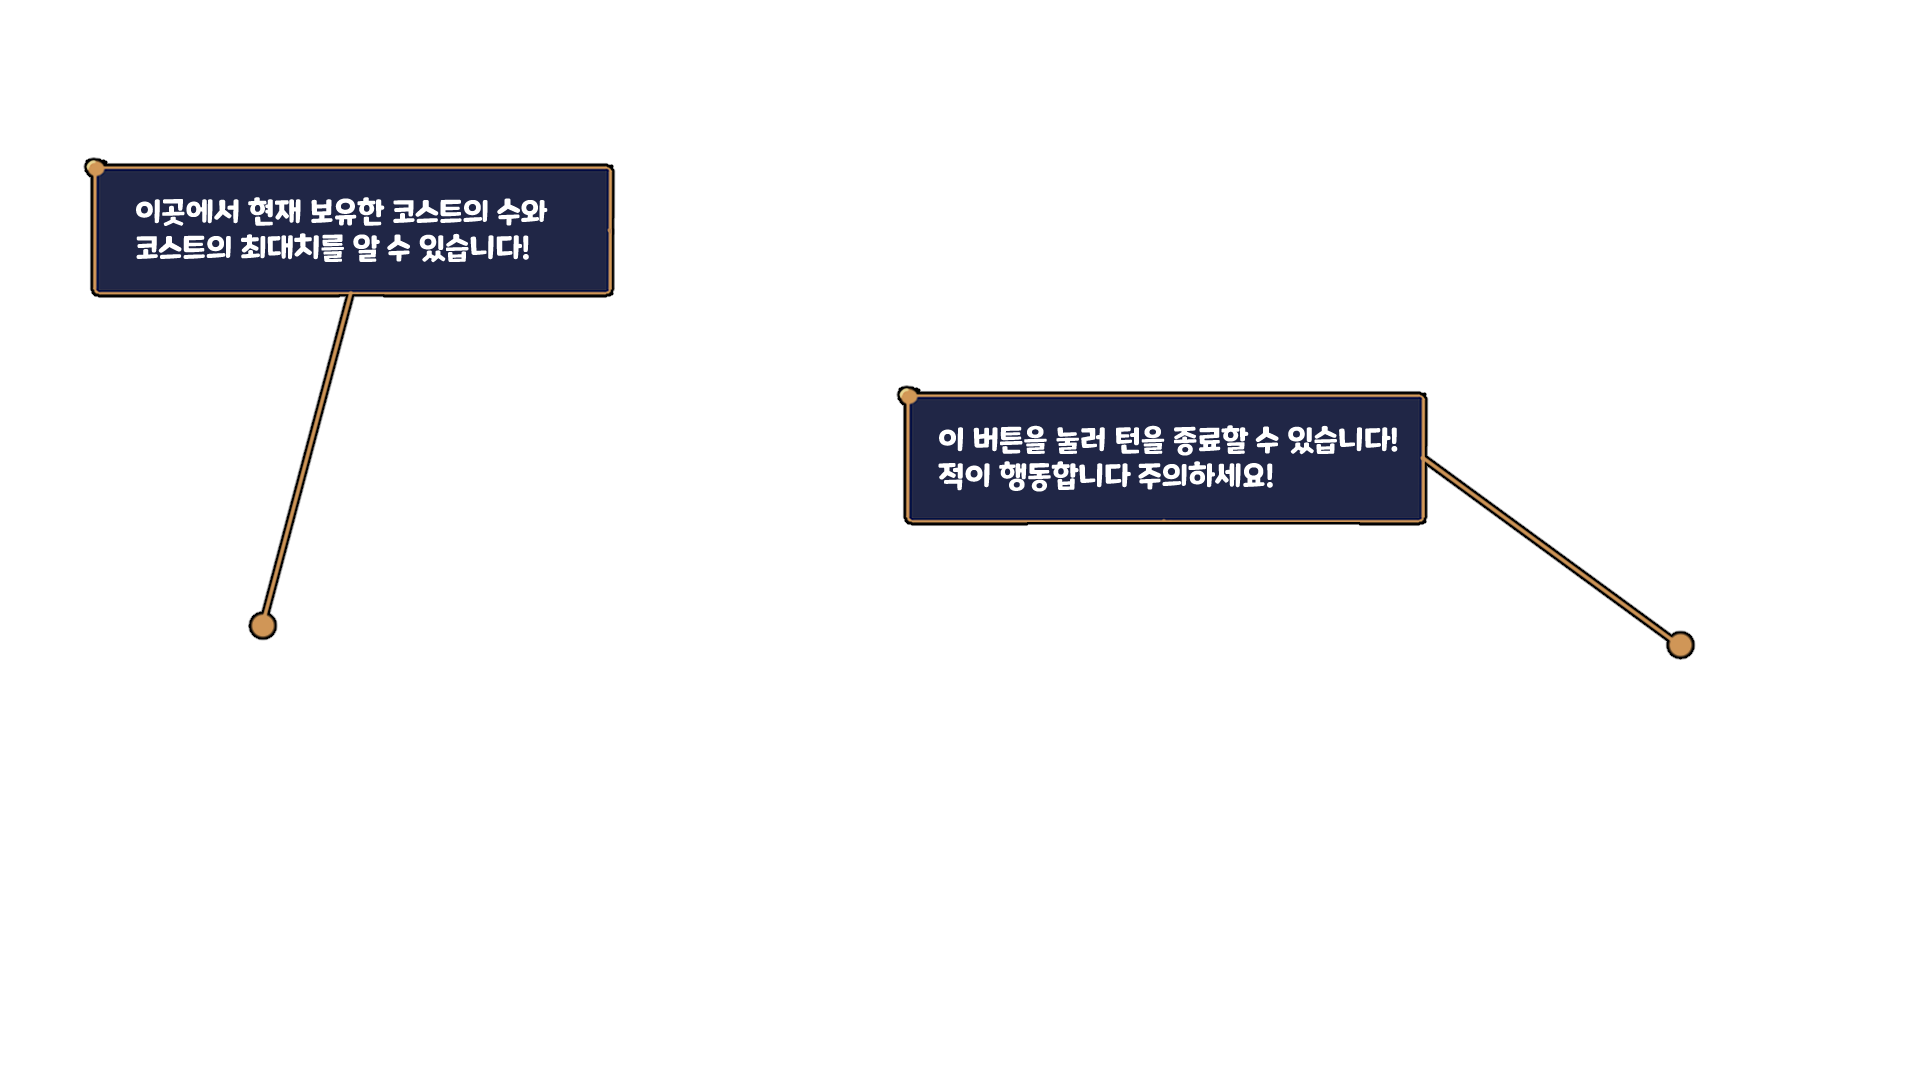 이곳에서 현재 보유한 코스트의 수와
코스트의 최대치를 알 수 있습니다!
이 버튼을 눌러 턴을 종료할 수 있습니다!
적이 행동합니다 주의하세요!